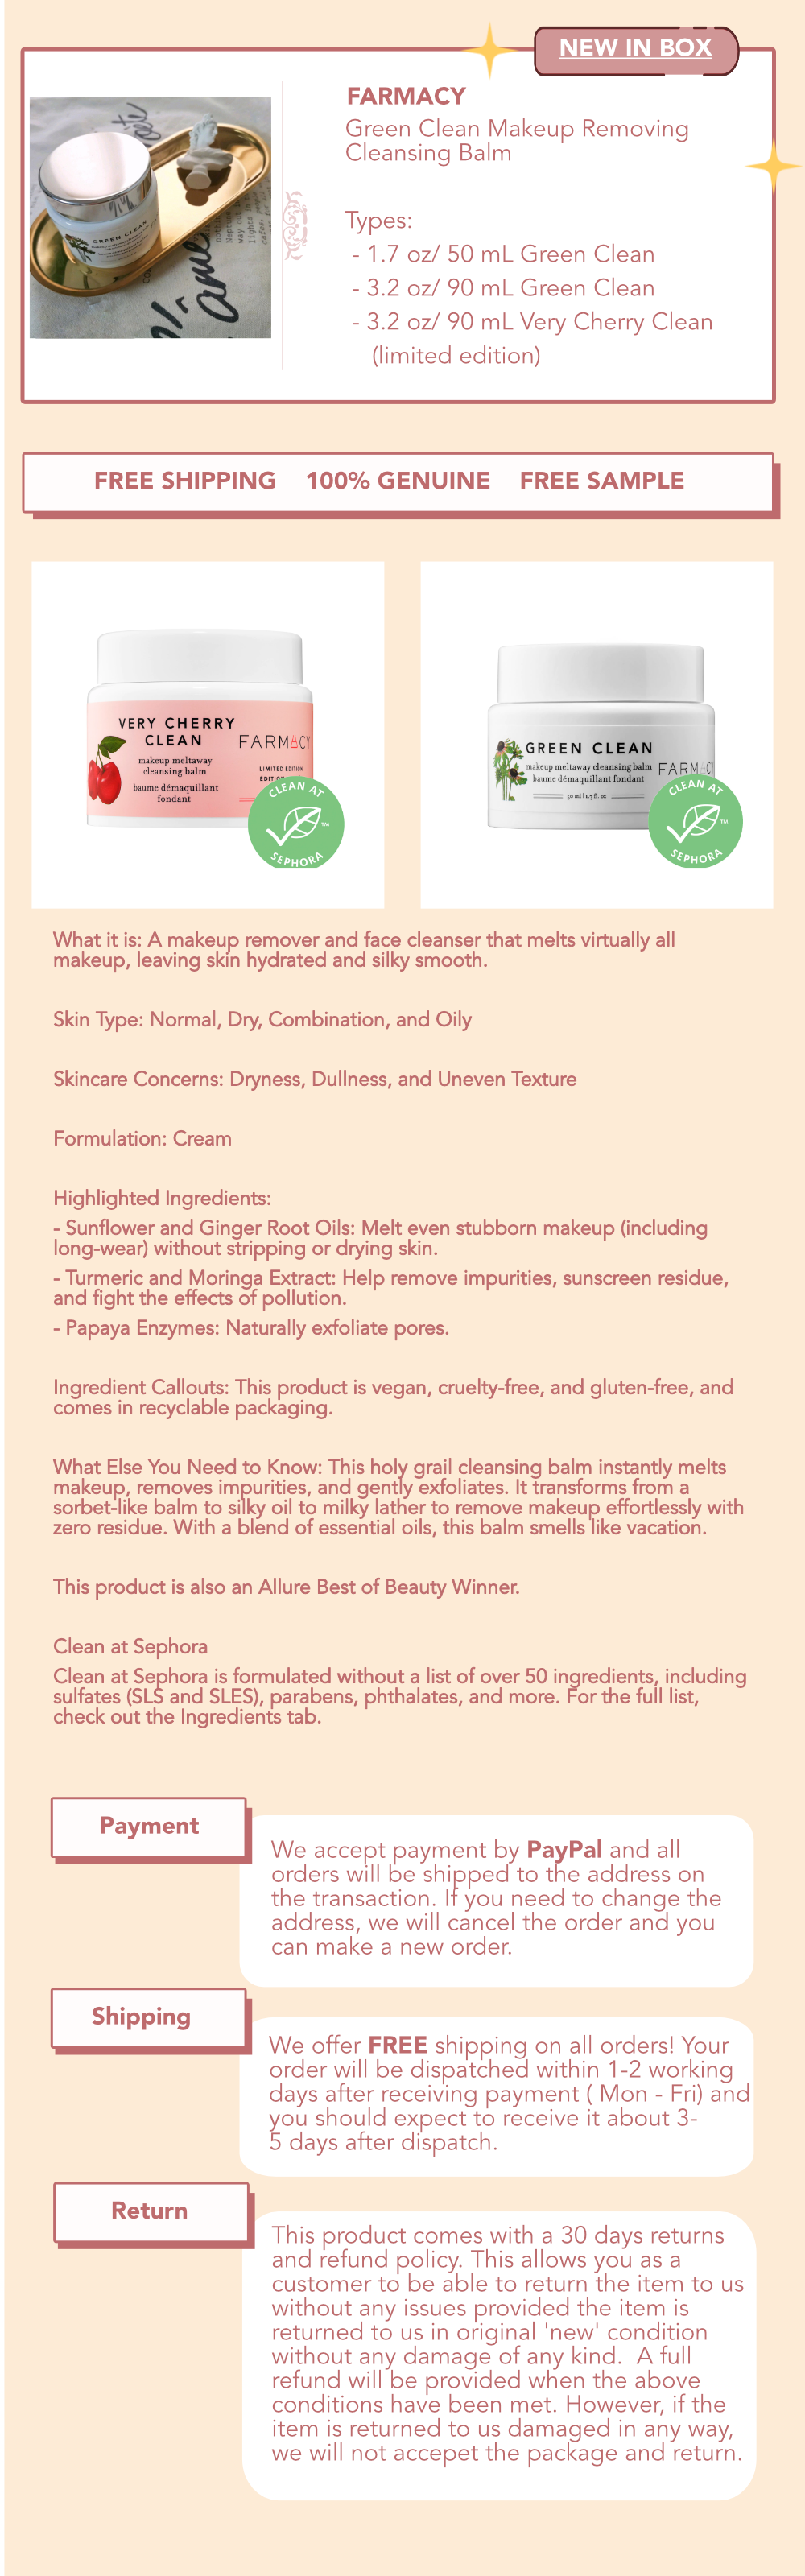 NEW IN BOX
FARMACY
Green Clean Makeup Removing
Cleansing Balm
Types:
- 1.7 oz/ 50 mL Green Clean
- 3.2 oz/ 90 mL Green Clean
- 3.2 oz/ 90 mL Very Cherry Clean
(limited edition)
GREEN CLEAN
FREE SHIPPING 100% GENUINE FREE SAMPLE
VERY CHERRY
CLEAN
FARMACY
makeup meltaway
cleansing balm
baume démaquillant
fondant
LIMITED EDITION
CLEAN AT
SEPHORA
TM
GREEN CLEAN
makeup meltaway cleansing balm
baume démaquillant fondant
FARMAC
50 ml | 1.7 fl. oz
CLEAN AT
SEPHORA
TM
What it is: A makeup remover and face cleanser that melts virtually all
makeup, leaving skin hydrated and silky smooth.
Skin Type: Normal, Dry, Combination, and Oily
Skincare Concerns: Dryness, Dullness, and Uneven Texture
Formulation: Cream
Highlighted Ingredients:
- Sunflower and Ginger Root Oils: Melt even stubborn makeup (including
long-wear) without stripping or drying skin.
- Turmeric and Moringa Extract: Help remove impurities, sunscreen residue,
and fight the effects of pollution.
- Papaya Enzymes: Naturally exfoliate pores.
Ingredient Callouts: This product is vegan, cruelty-free, and gluten-free, and
comes in recyclable packaging.
What Else You Need to Know: This holy grail cleansing balm instantly melts
makeup, removes impurities, and gently exfoliates. It transforms from a
sorbet-like balm to silky oil to milky lather to remove makeup effortlessly with
zero residue. With a blend of essential oils, this balm smells like vacation.
This product is also an Allure Best of Beauty Winner.
Clean at Sephora
Clean at Sephora is formulated without a list of over 50 ingredients, including
sulfates (SLS and SLES), parabens, phthalates, and more. For the full list,
check out the Ingredients tab.
Payment
We accept payment by PayPal and all
orders will be shipped to the address on
the transaction. If you need to change the
address, we will cancel the order and you
can make a new order.
Shipping
We offer FREE shipping on all orders! Your
order will be dispatched within 1-2 working
days after receiving payment ( Mon - Fri) and
you should expect to receive it about 3-
5 days after dispatch.
Return
This product comes with a 30 days returns
and refund policy. This allows you as a
customer to be able to return the item to us
without any issues provided the item is
returned to us in original 'new' condition
without any damage of any kind.  A full
refund will be provided when the above
conditions have been met. However, if the
item is returned to us damaged in any way,
we will not accepet the package and return.